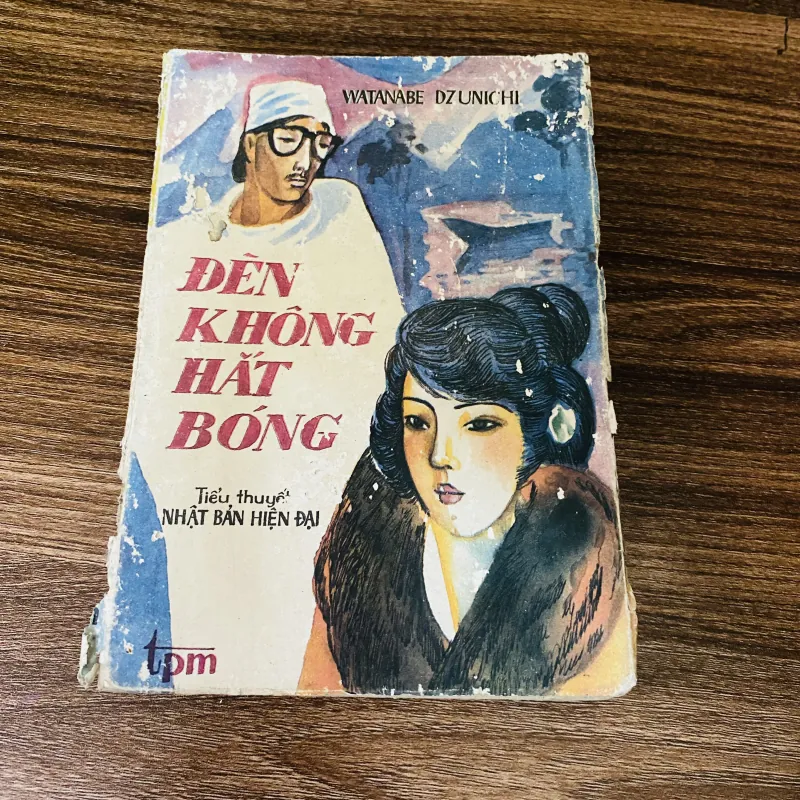 WATANABE DZUNICHI
ĐÈN
KHÔNG
HẮT
BÓNG
Tiểu thuyết
NHẬT BẢN HIỆN ĐẠI
tpm